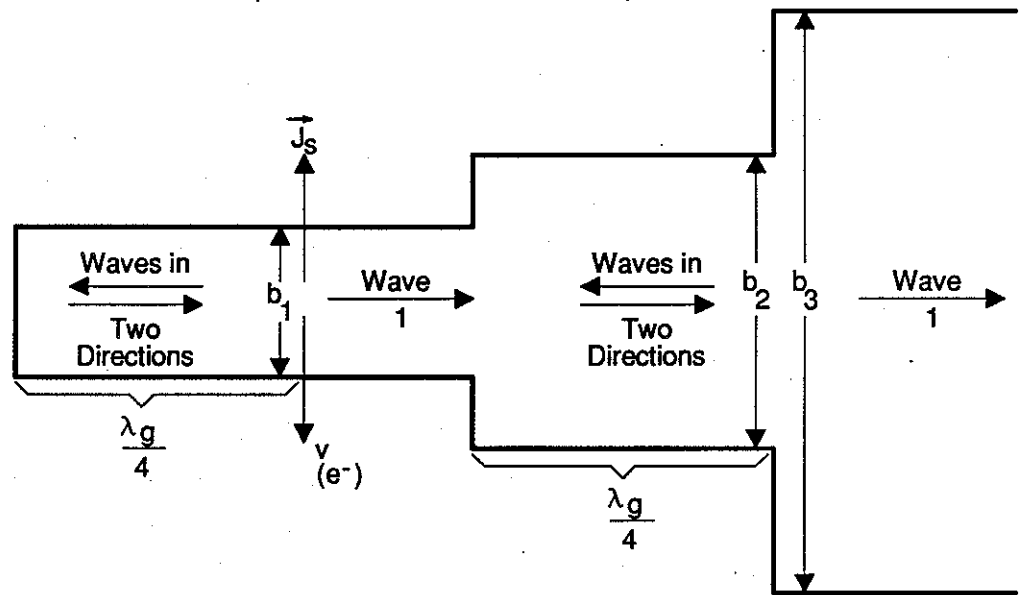 J_s
Waves in
Two
Directions
b_1
Wave
1
Waves in
Two
Directions
b_2
b_3
Wave
1
λ_g
4
v
(e⁻)
λ_g
4